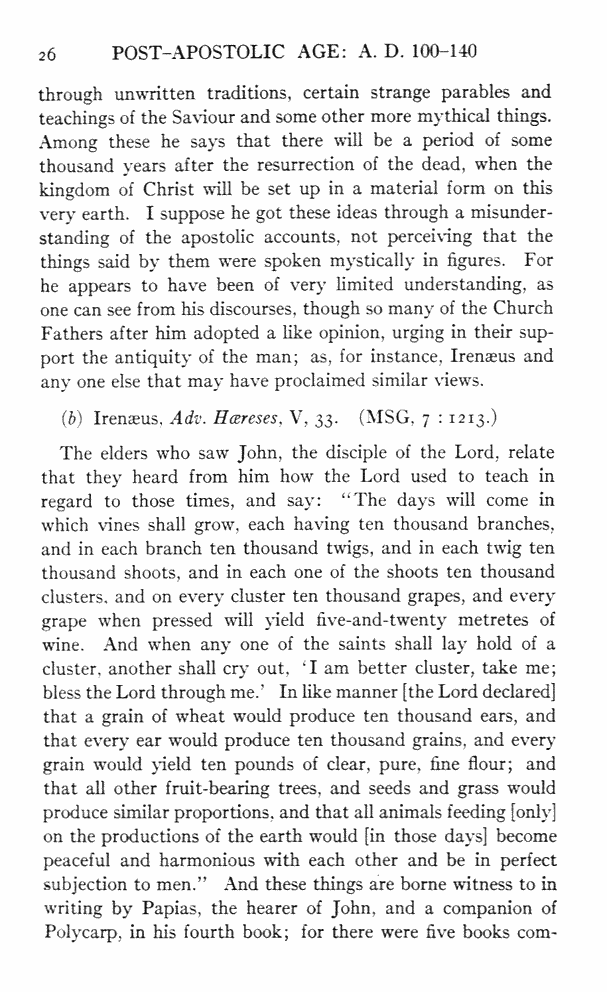 26 POST–APOSTOLIC AGE: A. D. 100–140
through unwritten traditions, certain strange parables and
teachings of the Saviour and some other more mythical things.
Among these he says that there will be a period of some
thousand years after the resurrection of the dead, when the
kingdom of Christ will be set up in a material form on this
very earth. I suppose he got these ideas through a misunder-
standing of the apostolic accounts, not perceiving that the
things said by them were spoken mystically in figures. For
he appears to have been of very limited understanding, as
one can see from his discourses, though so many of the Church
Fathers after him adopted a like opinion, urging in their sup-
port the antiquity of the man; as, for instance, Irenæus and
any one else that may have proclaimed similar views.
(b) Irenæus, Adv. Hæreses, V, 33. (MSG, 7 : 1213.)
The elders who saw John, the disciple of the Lord, relate
that they heard from him how the Lord used to teach in
regard to those times, and say: “The days will come in
which vines shall grow, each having ten thousand branches,
and in each branch ten thousand twigs, and in each twig ten
thousand shoots, and in each one of the shoots ten thousand
clusters, and on every cluster ten thousand grapes, and every
grape when pressed will yield five-and-twenty metretes of
wine. And when any one of the saints shall lay hold of a
cluster, another shall cry out, ‘I am better cluster, take me;
bless the Lord through me.’ In like manner [the Lord declared]
that a grain of wheat would produce ten thousand ears, and
that every ear would produce ten thousand grains, and every
grain would yield ten pounds of clear, pure, fine flour; and
that all other fruit-bearing trees, and seeds and grass would
produce similar proportions, and that all animals feeding [only]
on the productions of the earth would [in those days] become
peaceful and harmonious with each other and be in perfect
subjection to men.” And these things are borne witness to in
writing by Papias, the hearer of John, and a companion of
Polycarp, in his fourth book; for there were five books com-